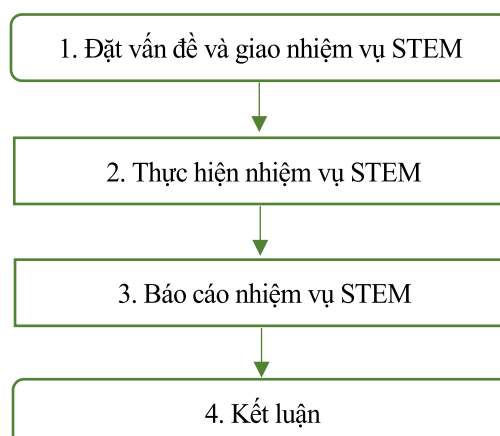 1. Đặt vấn đề và giao nhiệm vụ STEM
2. Thực hiện nhiệm vụ STEM
3. Báo cáo nhiệm vụ STEM
4. Kết luận